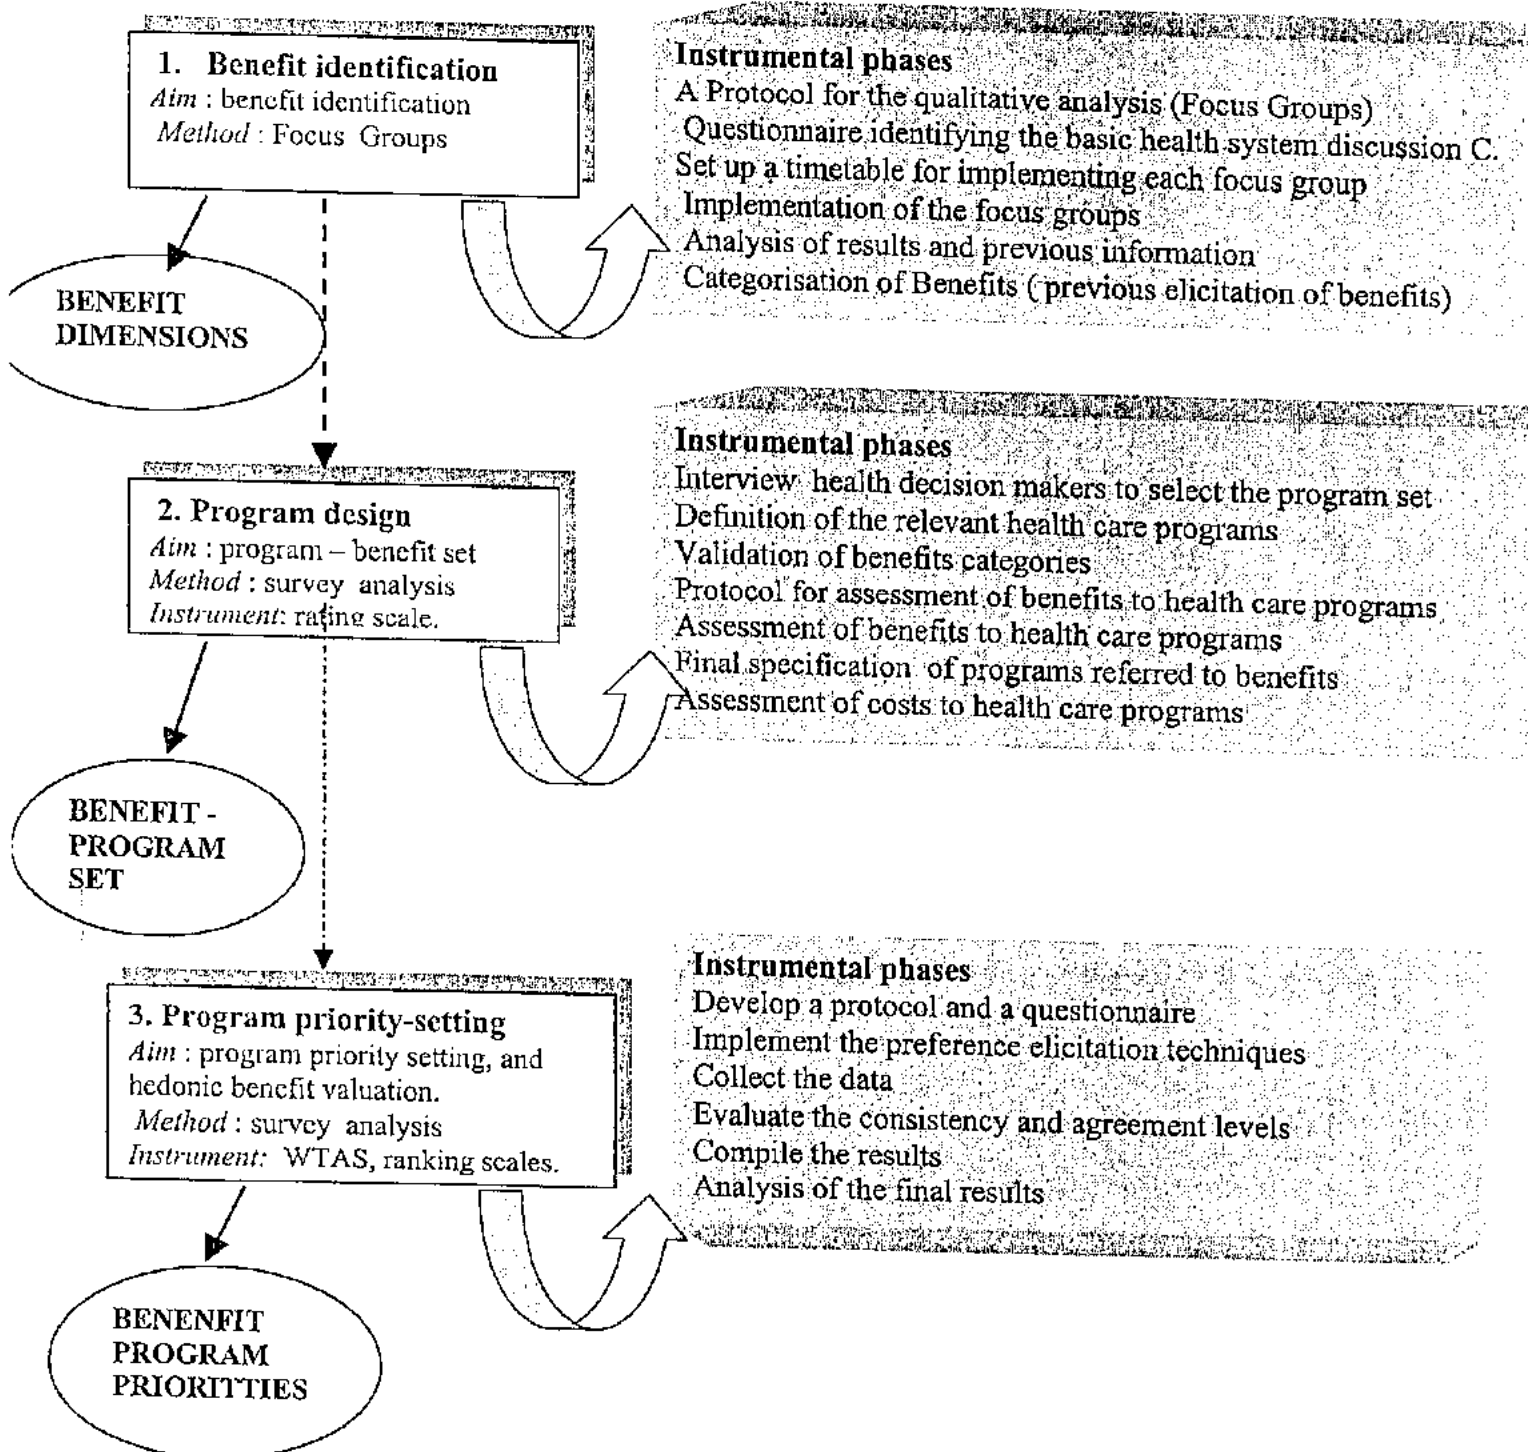 1. Benefit identification
Aim : benefit identification
Method : Focus Groups
Instrumental phases
A Protocol for the qualitative analysis (Focus Groups)
Questionnaire identifying the basic health system discussion C.
Set up a timetable for implementing each focus group
Implementation of the focus groups
Analysis of results and previous information
Categorisation of Benefits ( previous elicitation of benefits)
BENEFIT
DIMENSIONS
2. Program design
Aim : program – benefit set
Method : survey analysis
Instrument: rating scale.
Instrumental phases
Interview health decision makers to select the program set
Definition of the relevant health care programs
Validation of benefits categories
Protocol for assessment of benefits to health care programs
Assessment of benefits to health care programs
Final specification of programs referred to benefits
Assessment of costs to health care programs
BENEFIT -
PROGRAM
SET
3. Program priority-setting
Aim : program priority setting, and
hedonic benefit valuation.
Method : survey analysis
Instrument: WTAS, ranking scales.
Instrumental phases
Develop a protocol and a questionnaire
Implement the preference elicitation techniques
Collect the data
Evaluate the consistency and agreement levels
Compile the results
Analysis of the final results
BENENFIT
PROGRAM
PRIORITTIES